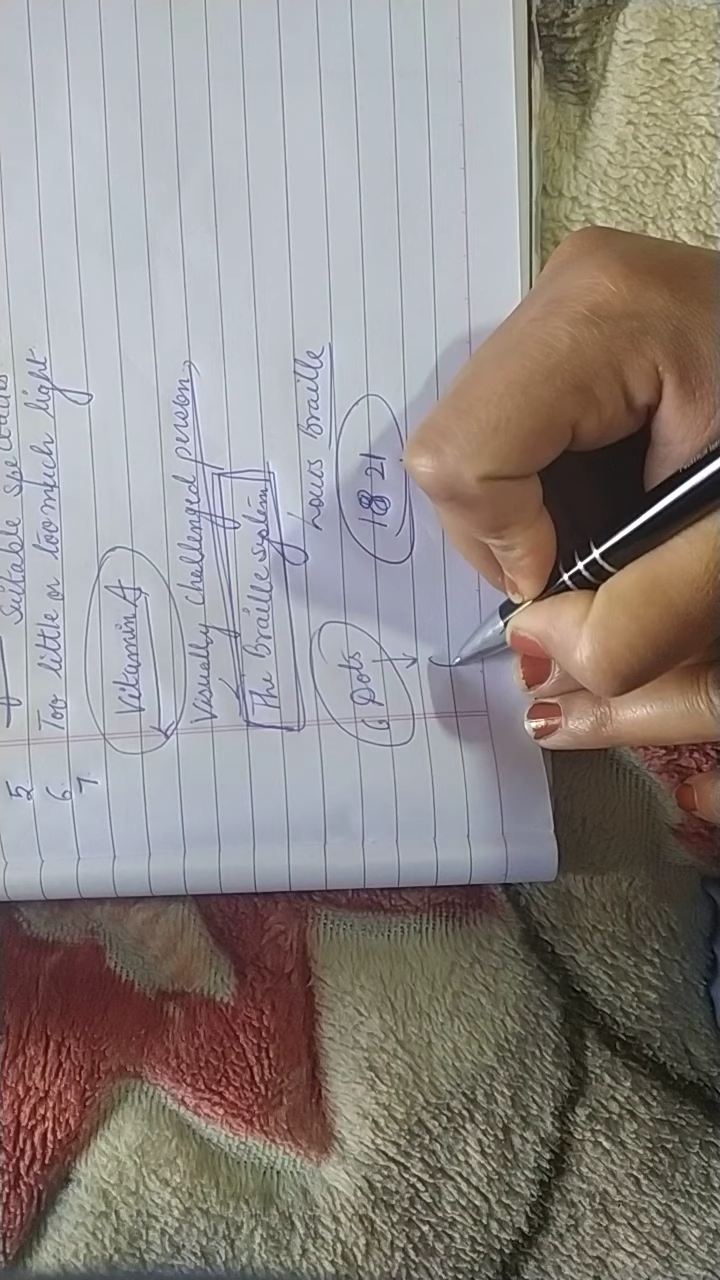 5 Suitable spectacles
6. Too little or too much light.
7.
Vitamin A
Visually challenged person,
The Braille System
Louis Braille
6 Dots 1821